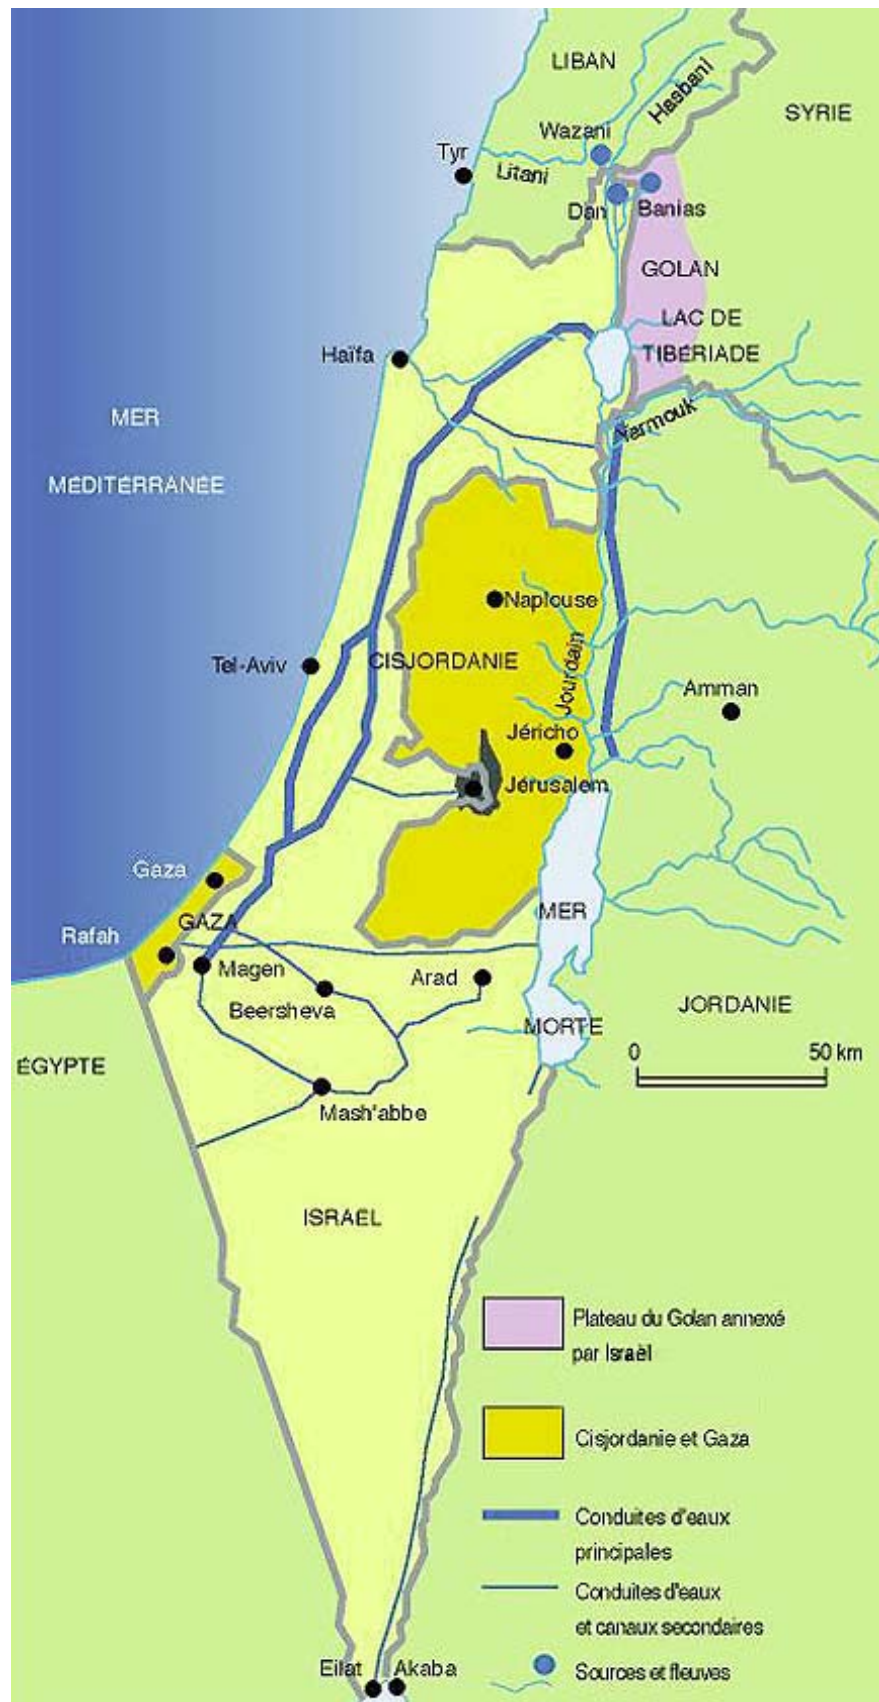 LIBAN
Hasbani
SYRIE
Wazani
Tyr
Litani
Dan
Banias
GOLAN
LAC DE
TIBÉRIADE
Haïfa
Yarmouk
MER
MÉDITERRANÉE
Naplouse
Tel-Aviv
CISJORDANIE
Jourdain
Amman
Jéricho
Jérusalem
Gaza
GAZA
Rafah
MER
Magen
Arad
Beersheva
MORTE
JORDANIE
ÉGYPTE
0 50 km
Mash'abbe
ISRAEL
Plateau du Golan annexé
par Israël
Cisjordanie et Gaza
Conduites d'eaux
principales
Conduites d'eaux
et canaux secondaires
Eilat
Akaba
Sources et fleuves